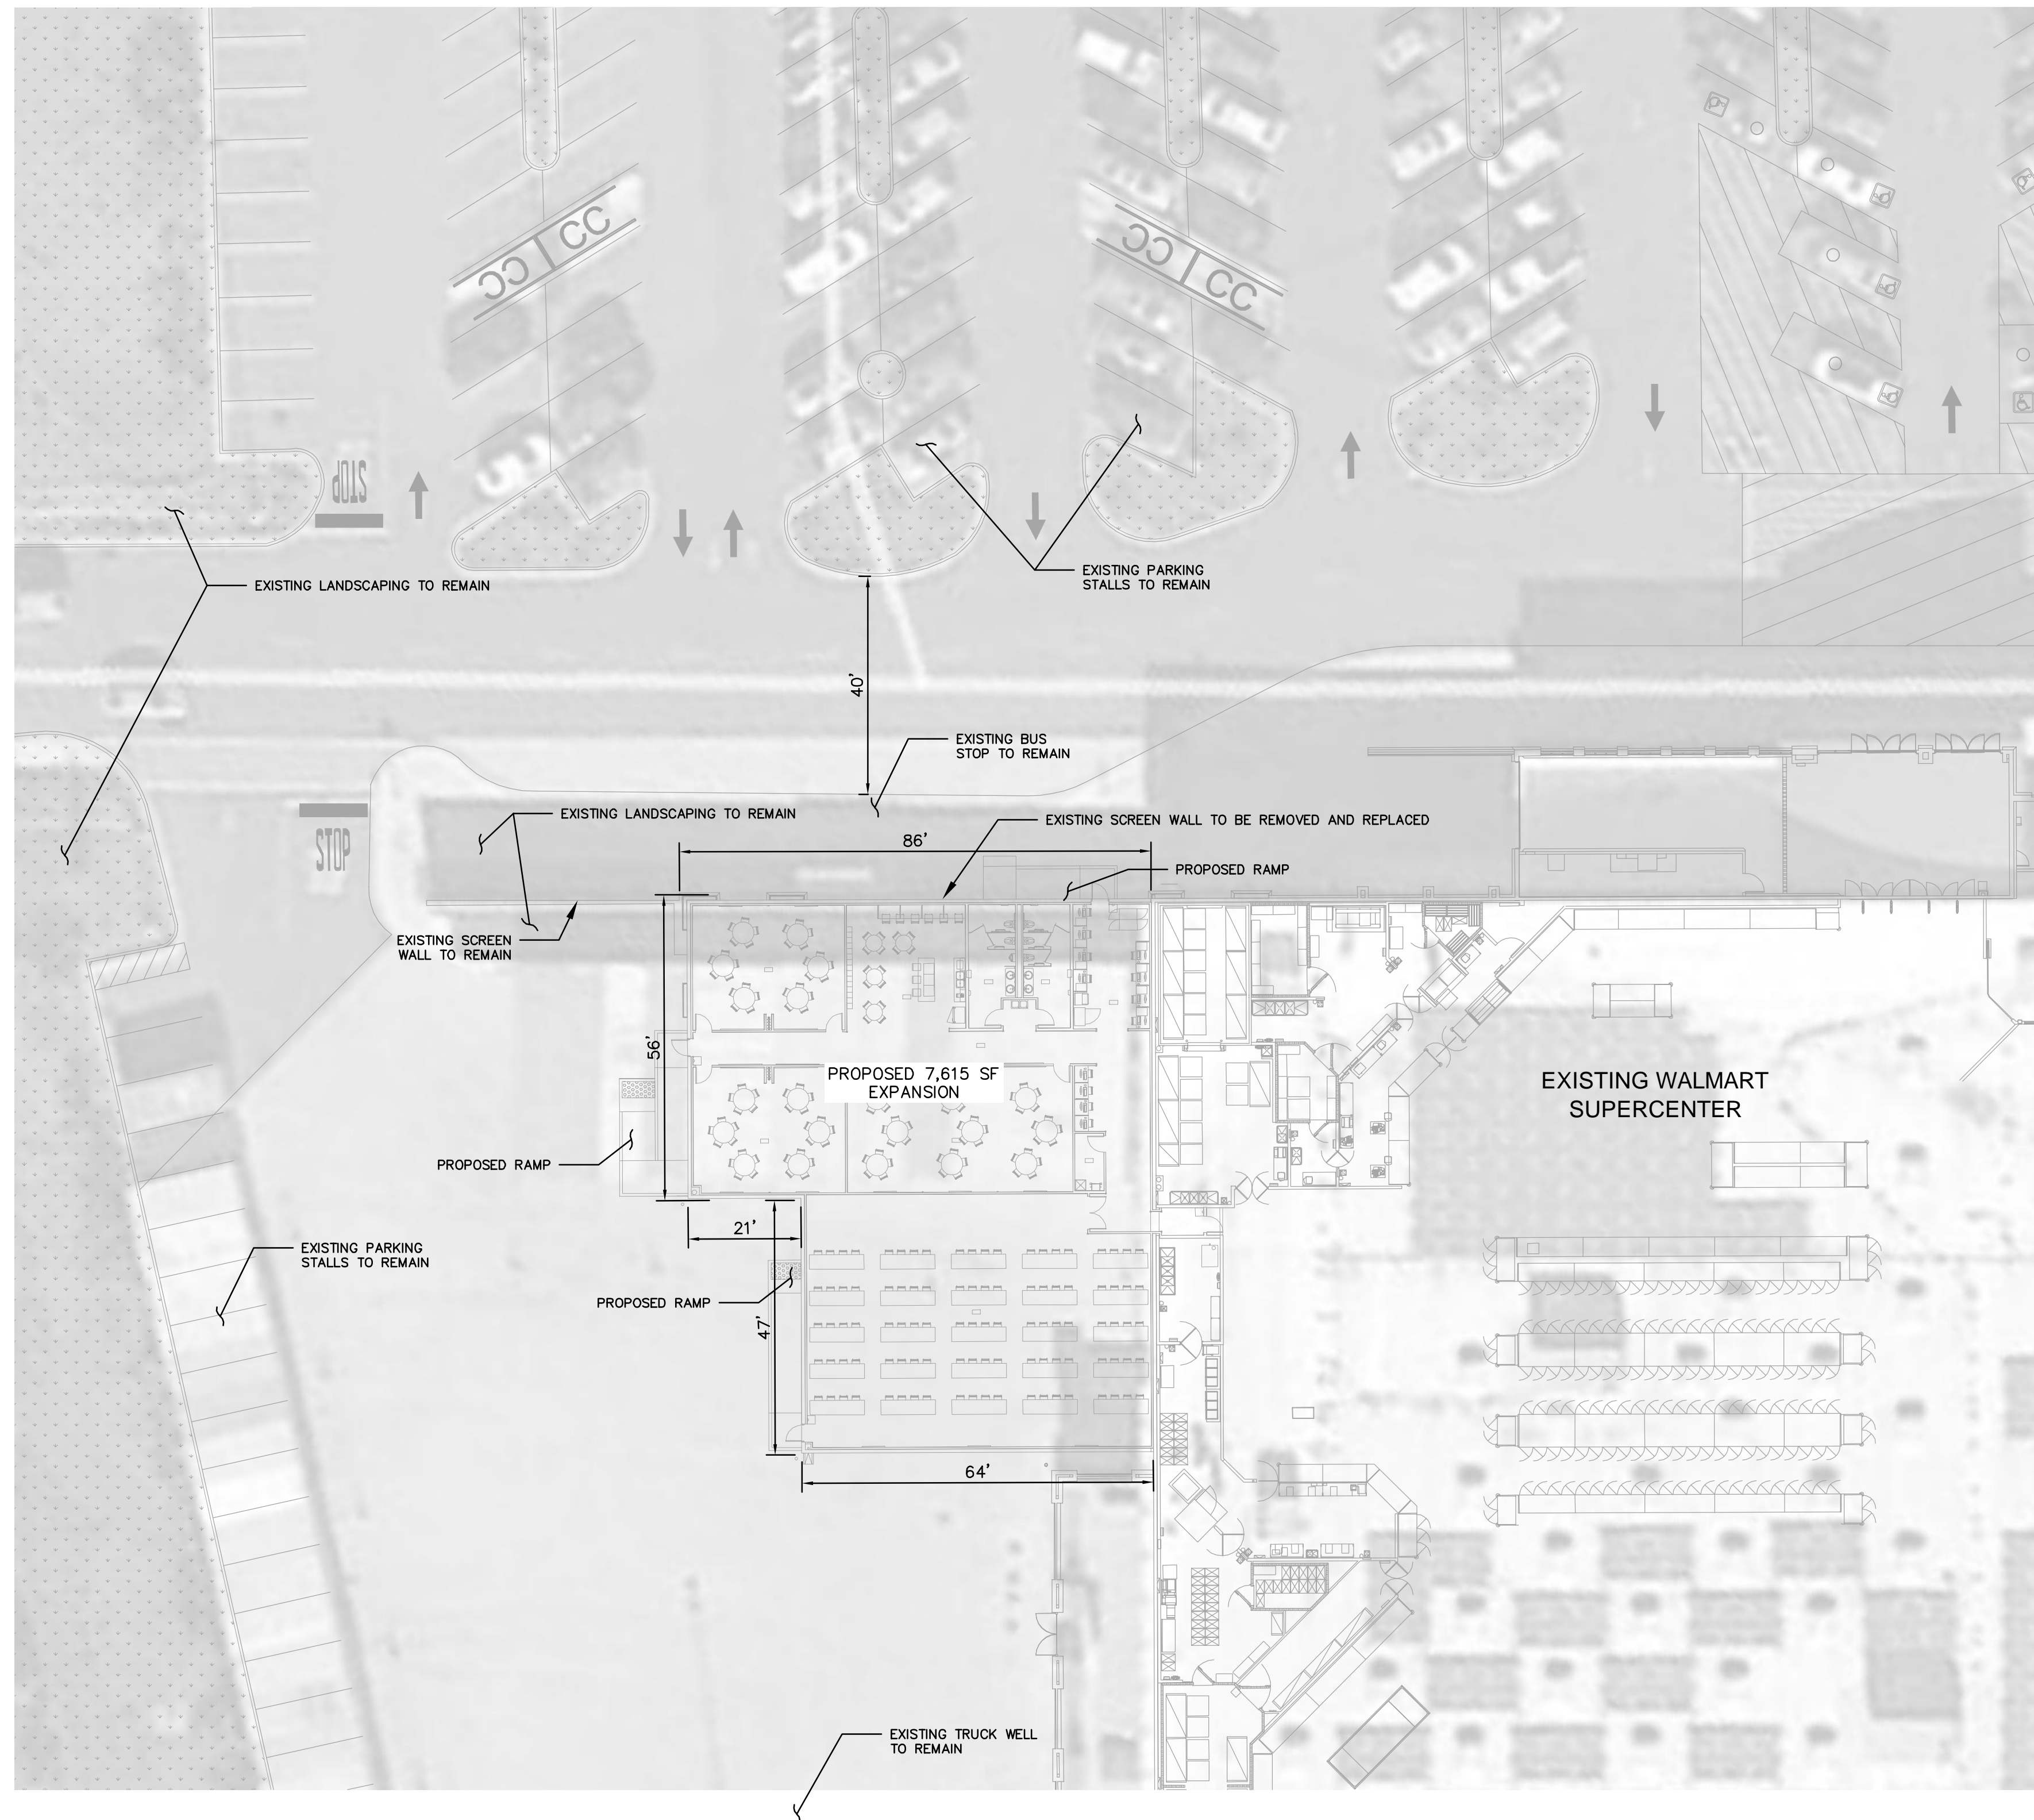 CC
CC
CC
CC
STOP
EXISTING PARKING
STALLS TO REMAIN
EXISTING LANDSCAPING TO REMAIN
40'
EXISTING BUS
STOP TO REMAIN
STOP
EXISTING LANDSCAPING TO REMAIN
EXISTING SCREEN WALL TO BE REMOVED AND REPLACED
86'
PROPOSED RAMP
EXISTING SCREEN
WALL TO REMAIN
56'
PROPOSED 7,615 SF
EXPANSION
EXISTING WALMART
SUPERCENTER
PROPOSED RAMP
21'
EXISTING PARKING
STALLS TO REMAIN
PROPOSED RAMP
47'
64'
EXISTING TRUCK WELL
TO REMAIN